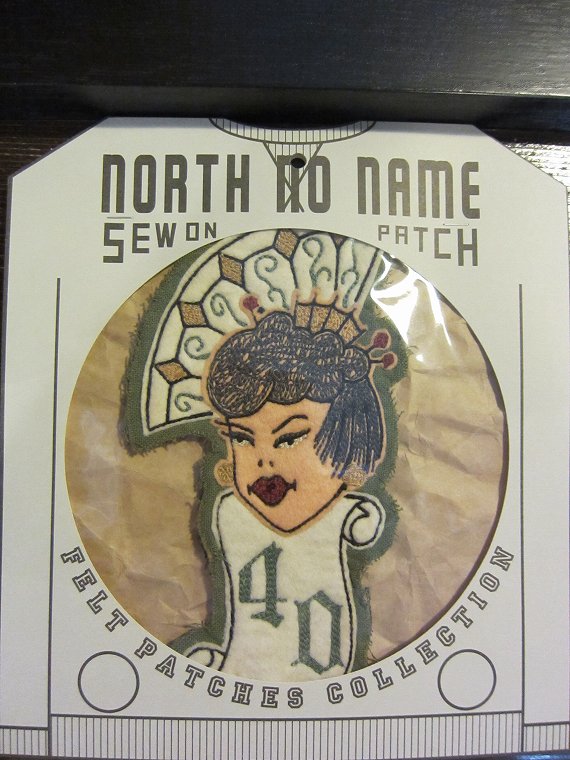 NORTH NO NAME
SEW ON PATCH
40
FELT PATCHES COLLECTION